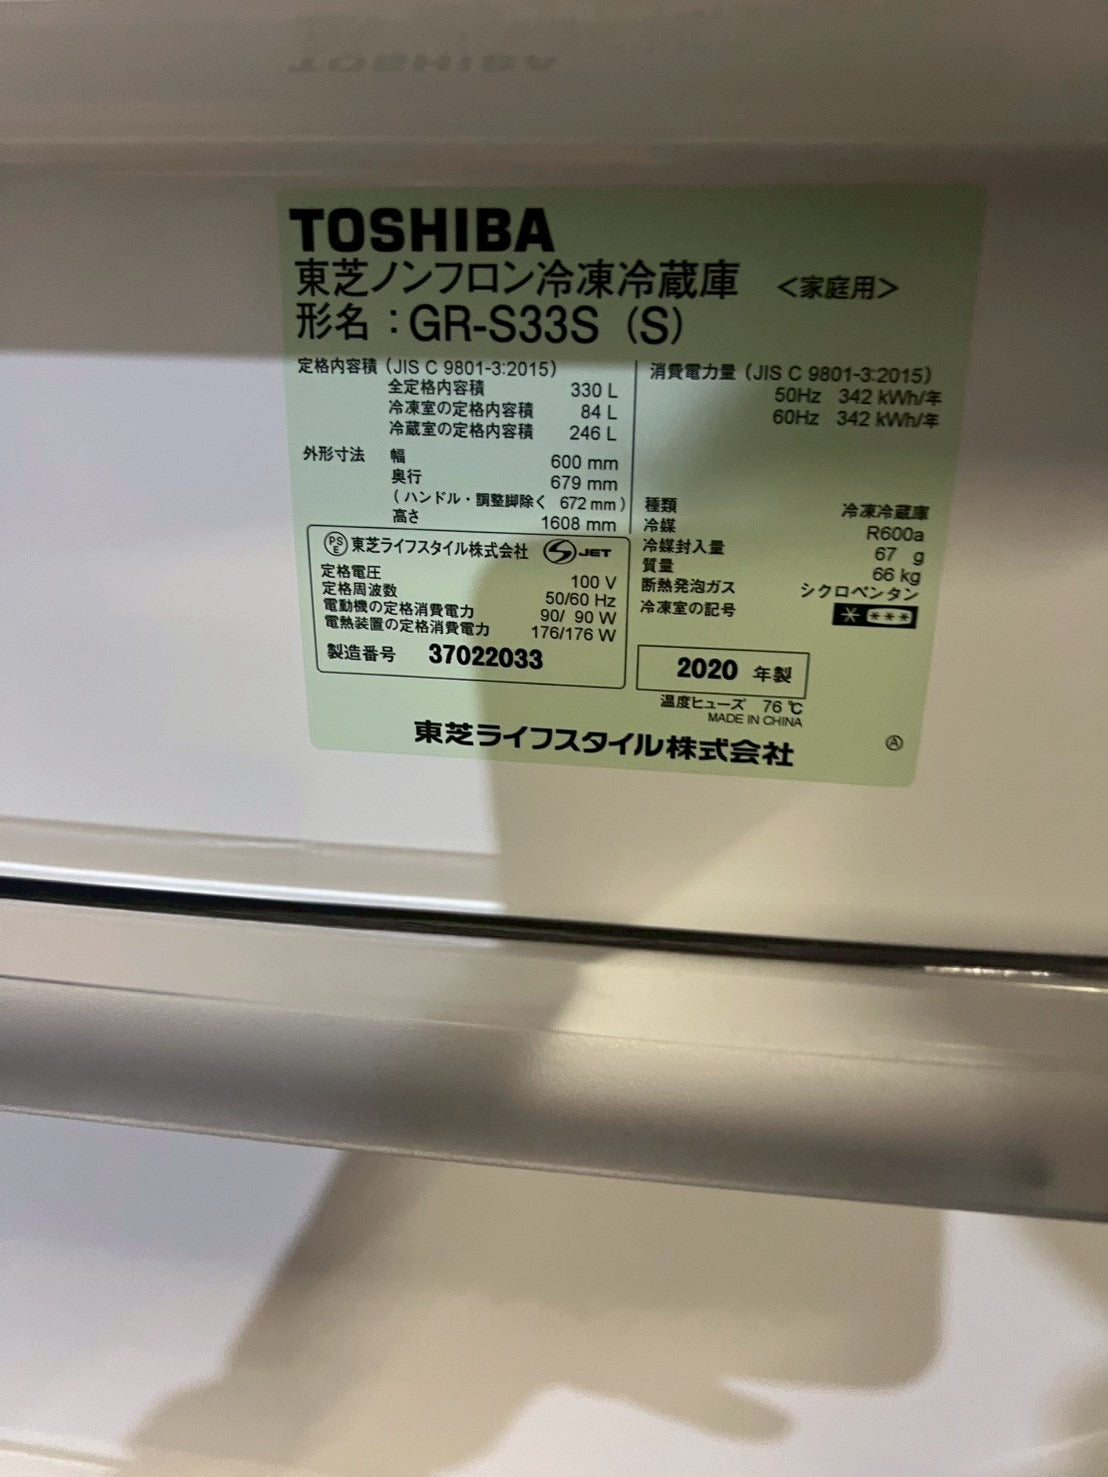 TOSHIBA
東芝ノンフロン冷凍冷蔵庫 <家庭用>
形名:GR-S33S (S)
定格内容積 (JIS C 9801-3:2015)
全定格内容積 330 L
冷凍室の定格内容積 84 L
冷蔵室の定格内容積 246 L
外形寸法 幅 600 mm
奥行 679 mm
(ハンドル・調整脚除く 672 mm)
高さ 1608 mm
PSE 東芝ライフスタイル株式会社 S JET
定格電圧 100 V
定格周波数 50/60 Hz
電動機の定格消費電力 90/ 90 W
電熱装置の定格消費電力 176/176 W
製造番号 37022033
消費電力量 (JIS C 9801-3:2015)
50Hz 342 kWh/年
60Hz 342 kWh/年
種類 冷凍冷蔵庫
冷媒 R600a
冷媒封入量 67 g
質量 66 kg
断熱発泡ガス シクロペンタン
冷凍室の記号 * ***
2020 年製
温度ヒューズ 76 ℃
MADE IN CHINA
東芝ライフスタイル株式会社 Ⓐ